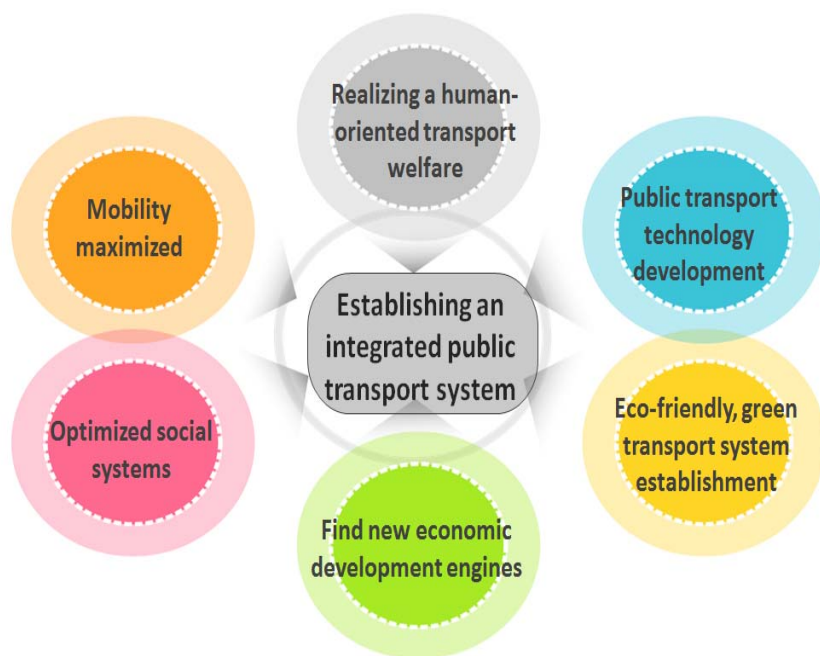 Realizing a human-
oriented transport
welfare
Mobility
maximized
Public transport
technology
development
Establishing an
integrated public
transport system
Optimized social
systems
Eco-friendly, green
transport system
establishment
Find new economic
development engines